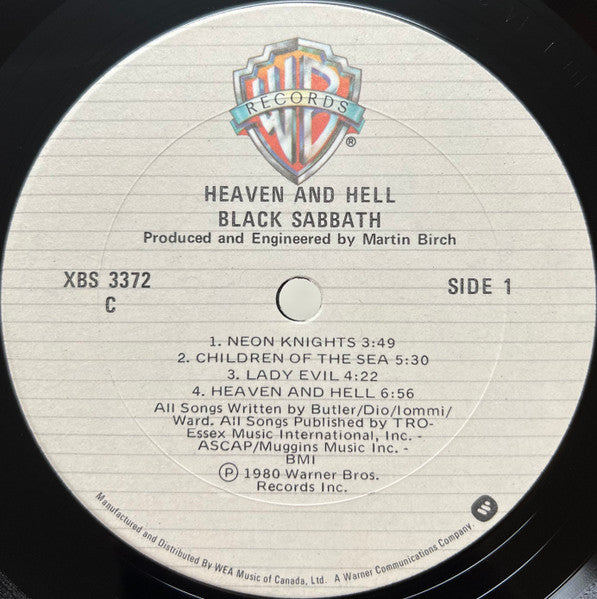 WB
RECORDS
®
HEAVEN AND HELL
BLACK SABBATH
Produced and Engineered by Martin Birch
XBS 3372
C
SIDE 1
1. NEON KNIGHTS 3:49
2. CHILDREN OF THE SEA 5:30
3. LADY EVIL 4:22
4. HEAVEN AND HELL 6:56
All Songs Written by Butler/Dio/Iommi/
Ward. All Songs Published by TRO-
Essex Music International, Inc. -
ASCAP/Muggins Music Inc. -
BMI
℗ 1980 Warner Bros.
Records Inc.
Manufactured and Distributed By WEA Music of Canada, Ltd. A Warner Communications Company.